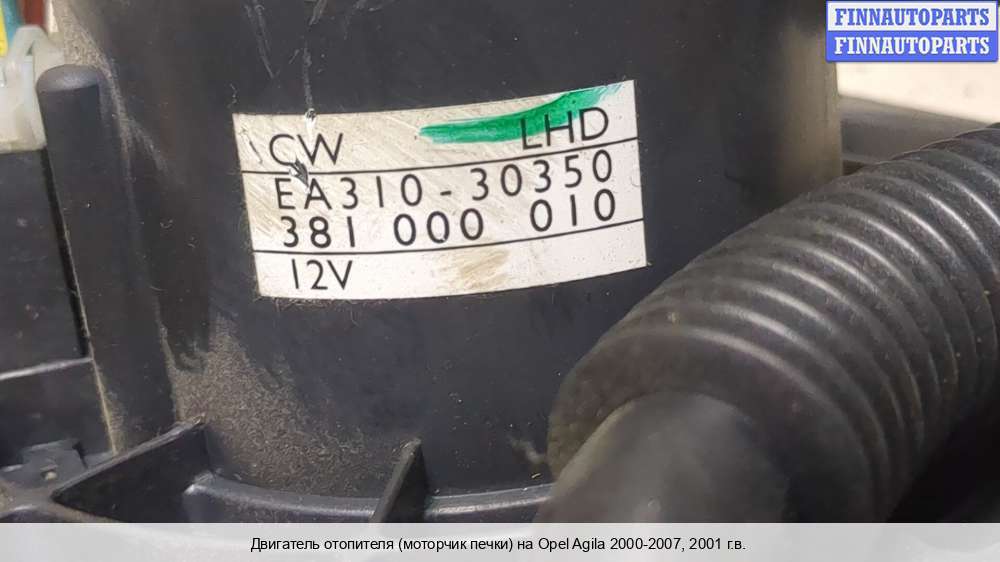 FINNAUTOPARTS
FINNAUTOPARTS
CW LHD
EA310-30350
381 000 010
12V
Двигатель отопителя (моторчик печки) на Opel Agila 2000-2007, 2001 г.в.